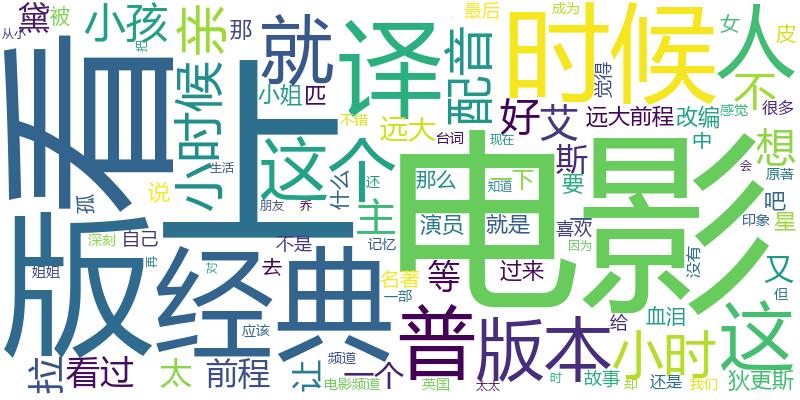 黛
被
从小
小孩
亲
那
把
就
译
配音
最后
成为
时候
女
人
皮
看
上
小时候
小姐
匹
不错
远大
台词
好
艾
觉得
远大前程
改编
感觉
不
很多
中
现在
想
原著
会
孤
说
这个
生活
什么
朋友
乔
还
主
那么
知道
一下
斯
要
电影
演员
就是
喜欢
因为
印象
吧
星
版
深刻
自己
再
姐姐
友
经典
不是
去
记忆
名著
一部
等
过来
没有
又
但
应该
普
版本
给
血泪
小时
这
拉
看过
太
前程
频道
让
电影频道
一个
英国
太太
时
故事
却
还是
我们
狄更斯